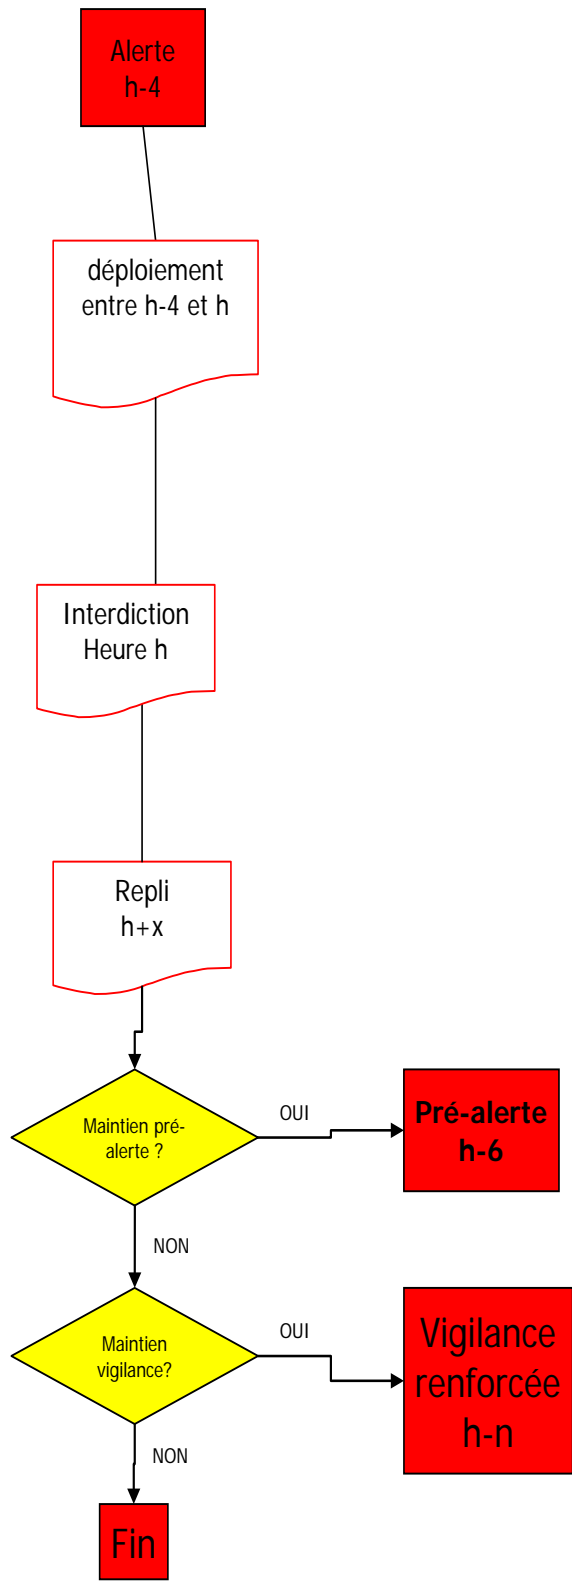 Alerte
h-4
déploiement
entre h-4 et h
Interdiction
Heure h
Repli
h+x
Maintien pré-
alerte ?
OUI
Pré-alerte
h-6
NON
Maintien
vigilance?
OUI
Vigilance
renforcée
h-n
NON
Fin